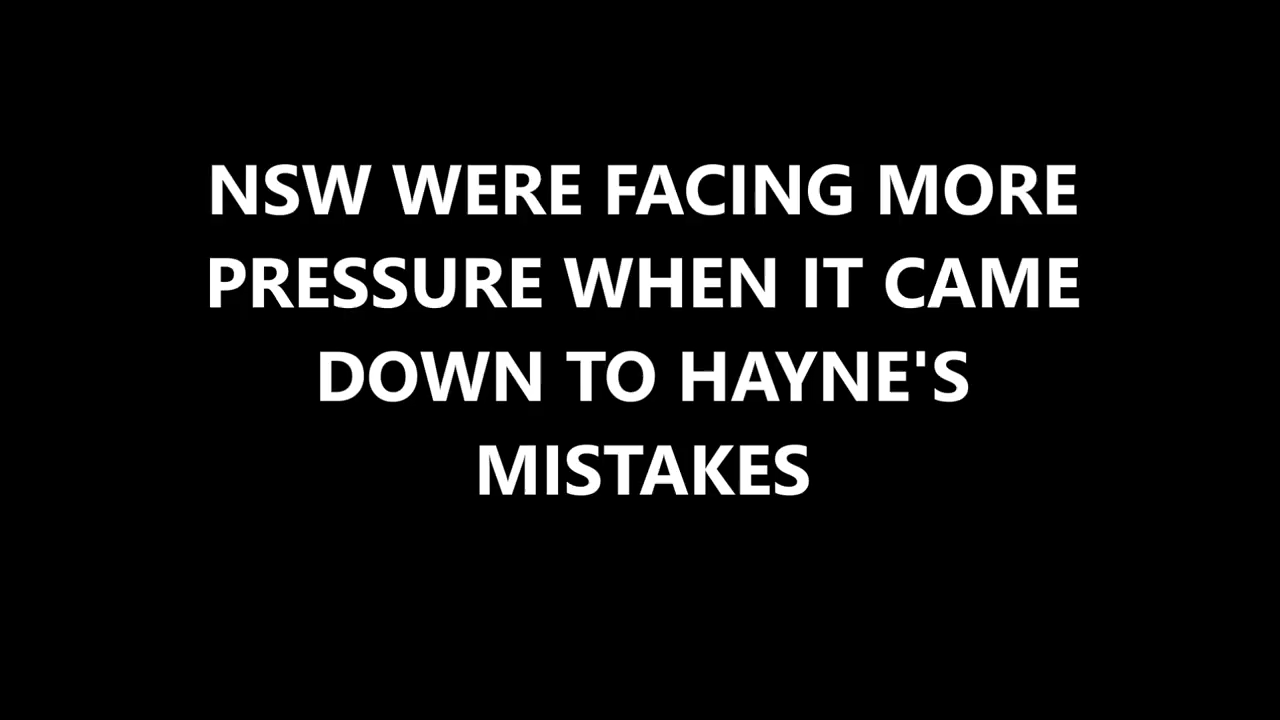 NSW WERE FACING MORE
PRESSURE WHEN IT CAME
DOWN TO HAYNE'S
MISTAKES